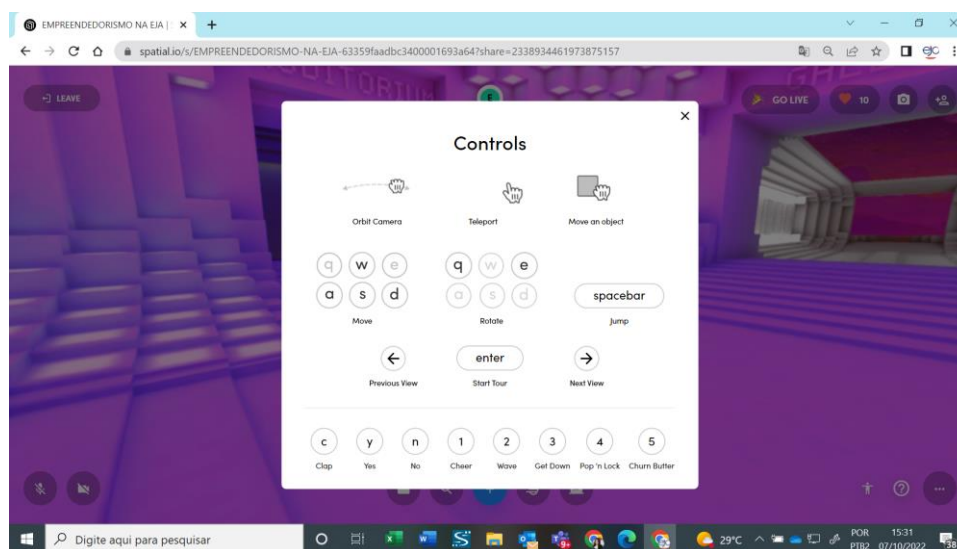 EMPREENDEDORISMO NA EJA |
spatial.io/s/EMPREENDEDORISMO-NA-EJA-63359faadbc3400001693a64?share=2338934461973875157
AUDITORIUM
LEAVE
E
GO LIVE
10
Controls
Orbit Camera Teleport Move an object
q w e q w e
a s d a s d spacebar
Move Rotate Jump
enter
Previous View Start Tour Next View
c y n 1 2 3 4 5
Clap Yes No Cheer Wave Get Down Pop 'n Lock Churn Butter
Digite aqui para pesquisar
29°C
POR 15:31
PTB2 07/10/2022